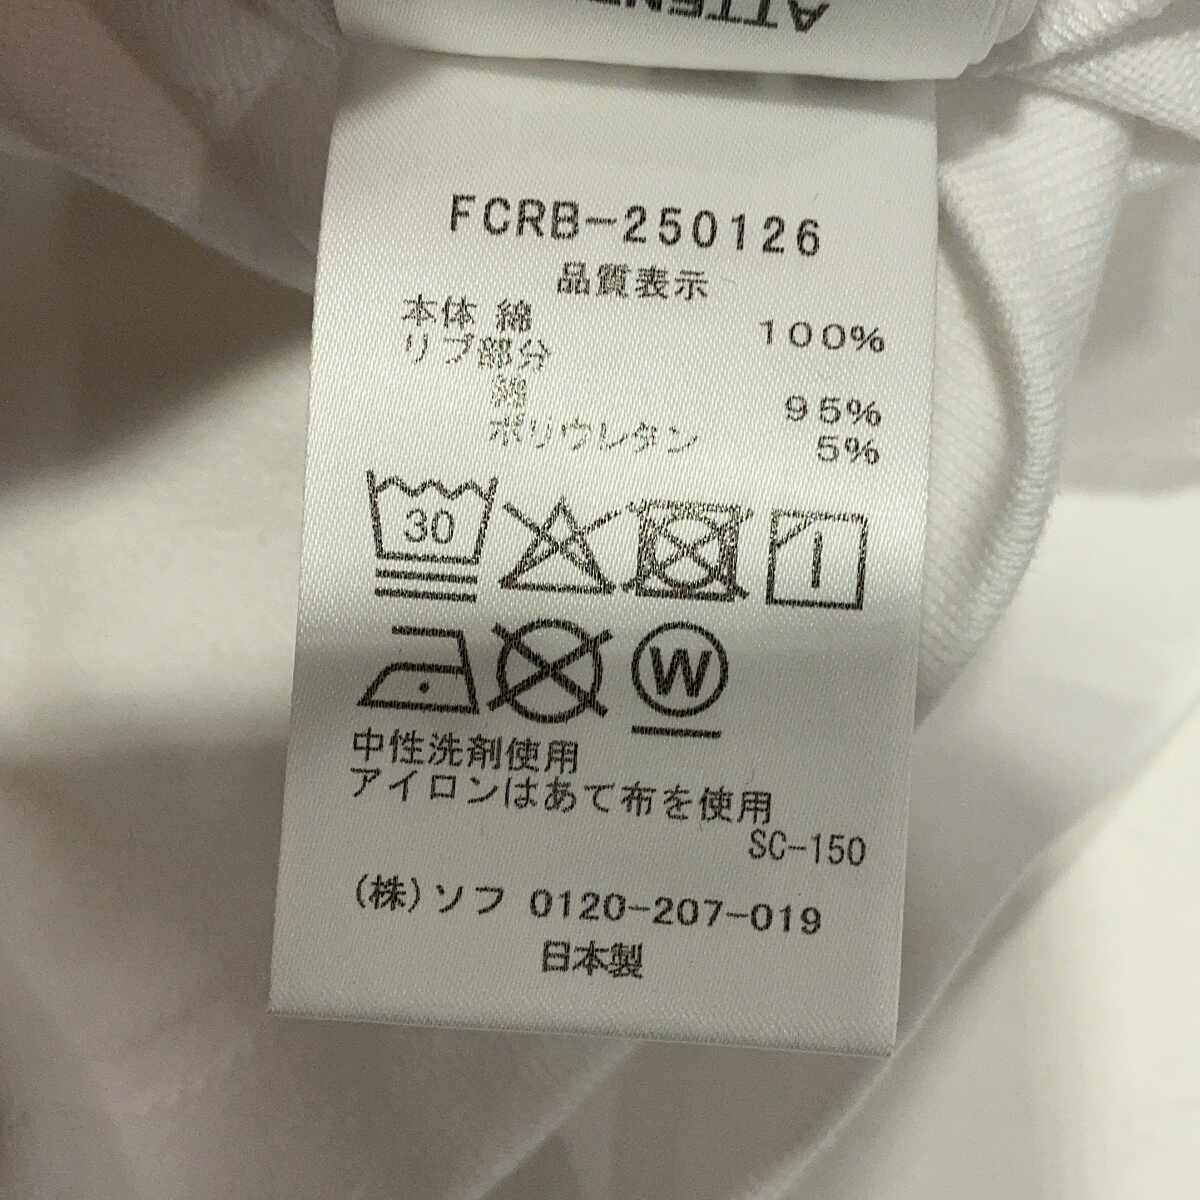 ATTENT
FCRB-250126
品質表示
本体 綿 100%
リブ部分
綿 95%
ポリウレタン 5%
30
W
中性洗剤使用
アイロンはあて布を使用
SC-150
(株)ソフ 0120-207-019
日本製